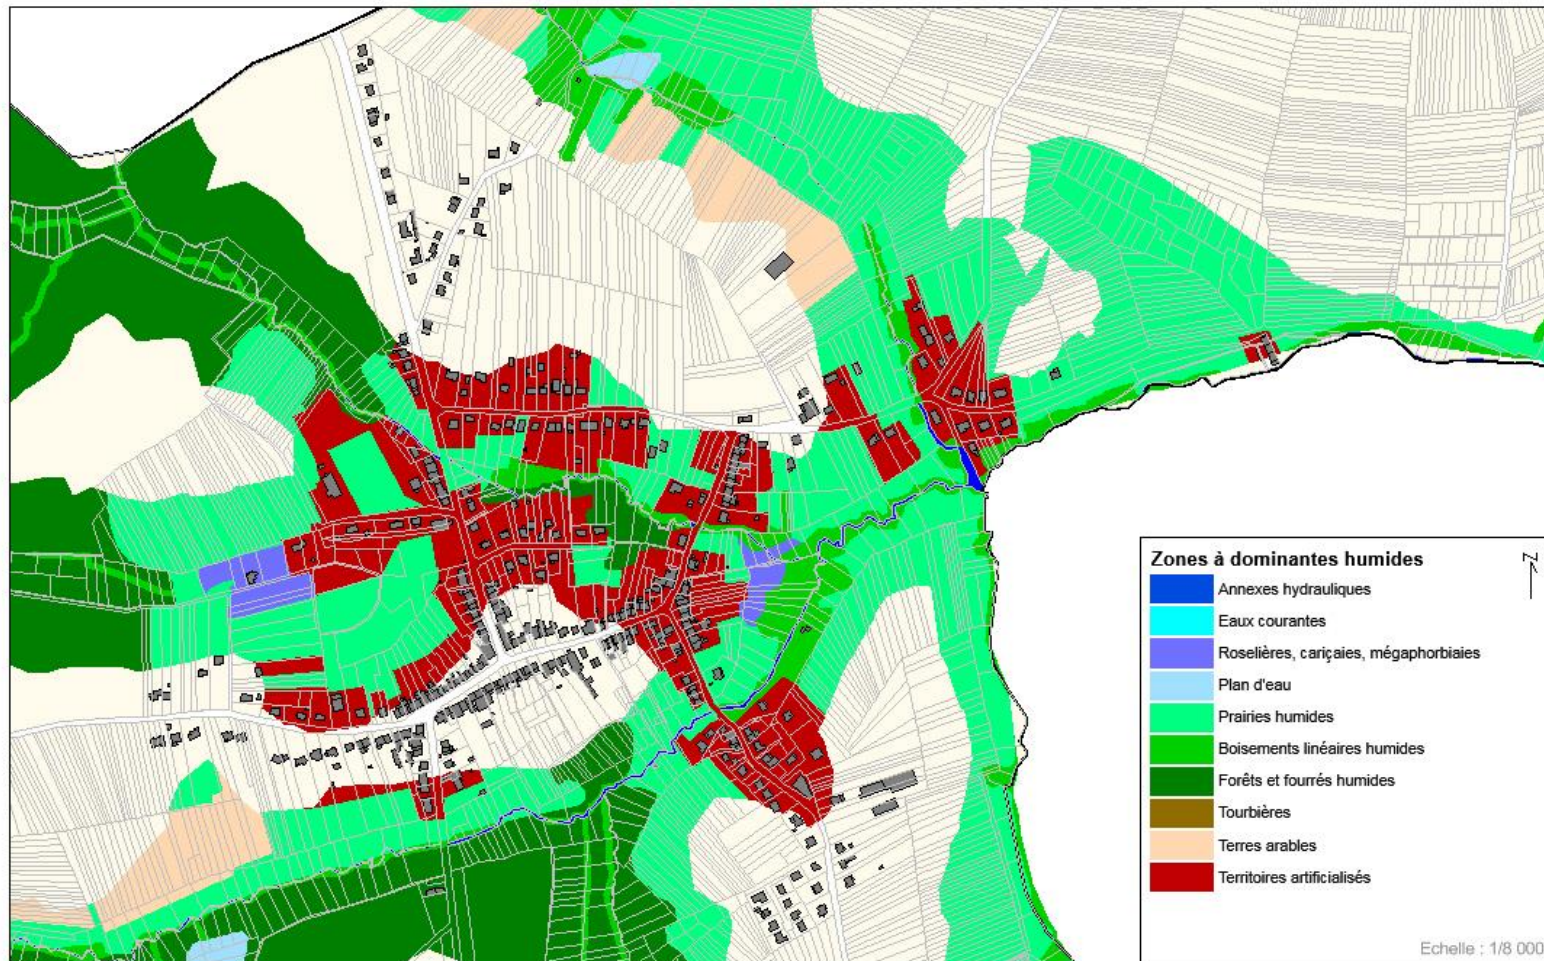 Zones à dominantes humides
N
Annexes hydrauliques
Eaux courantes
Roselières, cariçaies, mégaphorbiaies
Plan d'eau
Prairies humides
Boisements linéaires humides
Forêts et fourrés humides
Tourbières
Terres arables
Territoires artificialisés
Echelle : 1/8 000